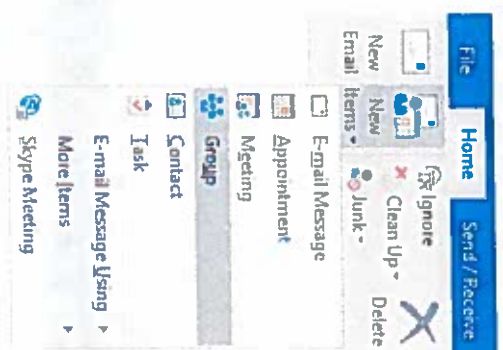 File Home Send / Receive
New Email
New Items
Ignore
Clean Up
Junk
Delete
E-mail Message
Appointment
Meeting
Group
Contact
Task
E-mail Message Using
More Items
Skype Meeting